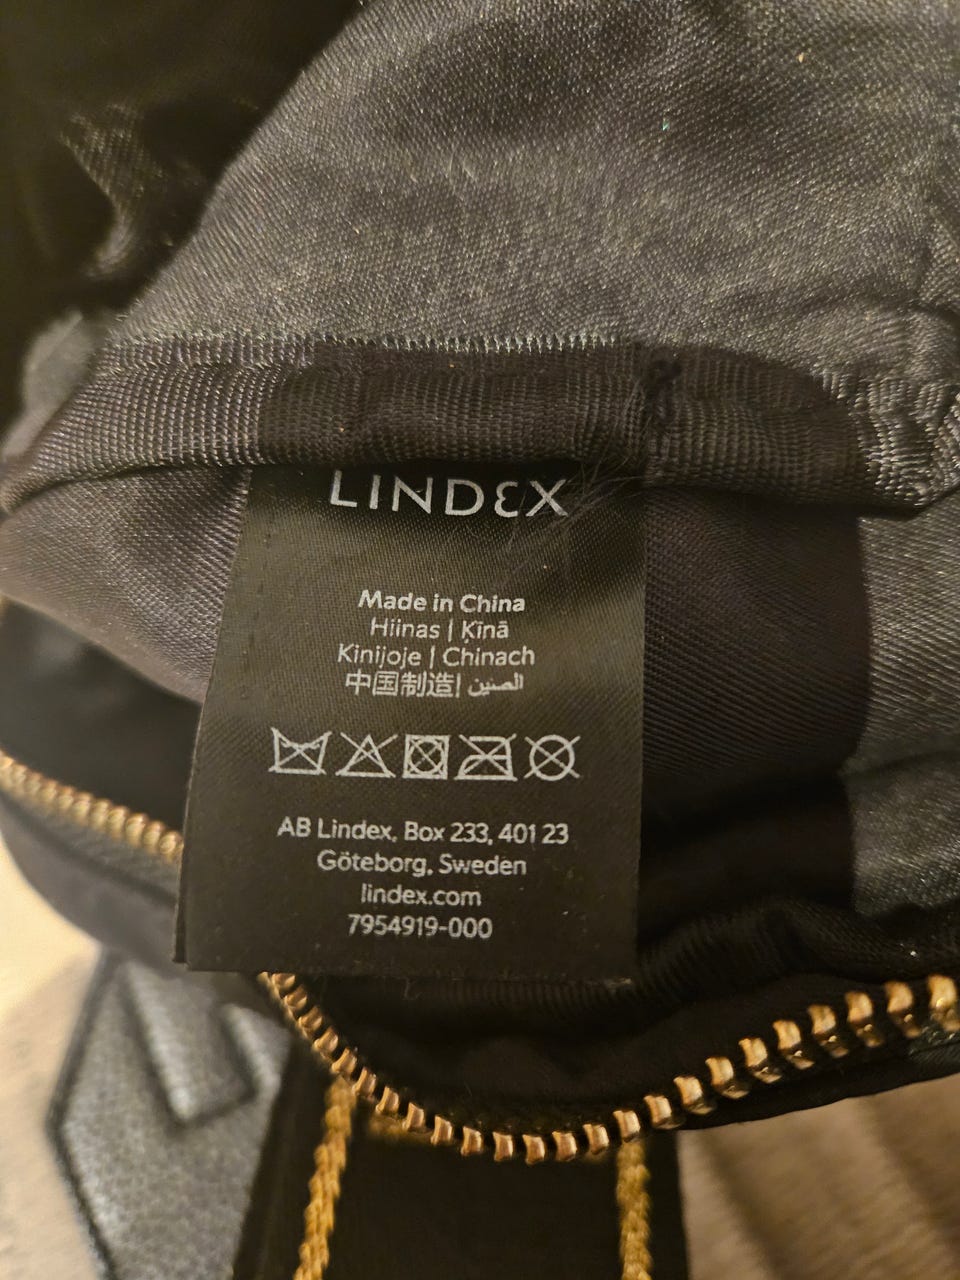 LINDEX
Made in China
Hiinas | Ķīnā
Kinijoje | Chinach
中国制造| الصين
AB Lindex, Box 233, 401 23
Göteborg, Sweden
lindex.com
7954919-000